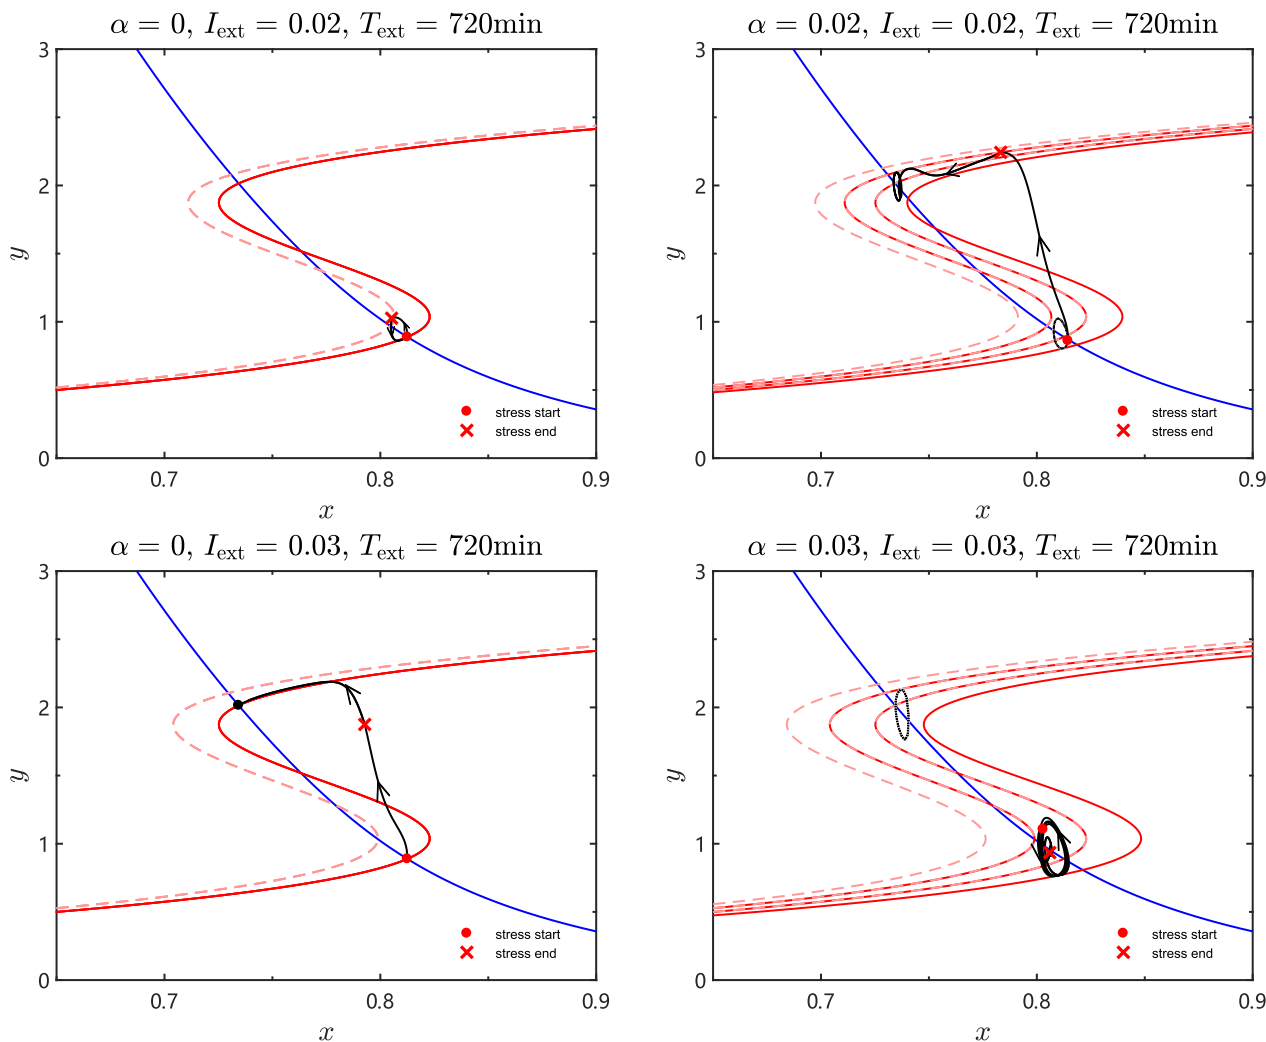 α = 0, I_ext = 0.02, T_ext = 720min
3
2
1
0
y
0.7 0.8 0.9
x
stress start
stress end
α = 0.02, I_ext = 0.02, T_ext = 720min
3
2
1
0
y
0.7 0.8 0.9
x
stress start
stress end
α = 0, I_ext = 0.03, T_ext = 720min
3
2
1
0
y
0.7 0.8 0.9
x
stress start
stress end
α = 0.03, I_ext = 0.03, T_ext = 720min
3
2
1
0
y
0.7 0.8 0.9
x
stress start
stress end